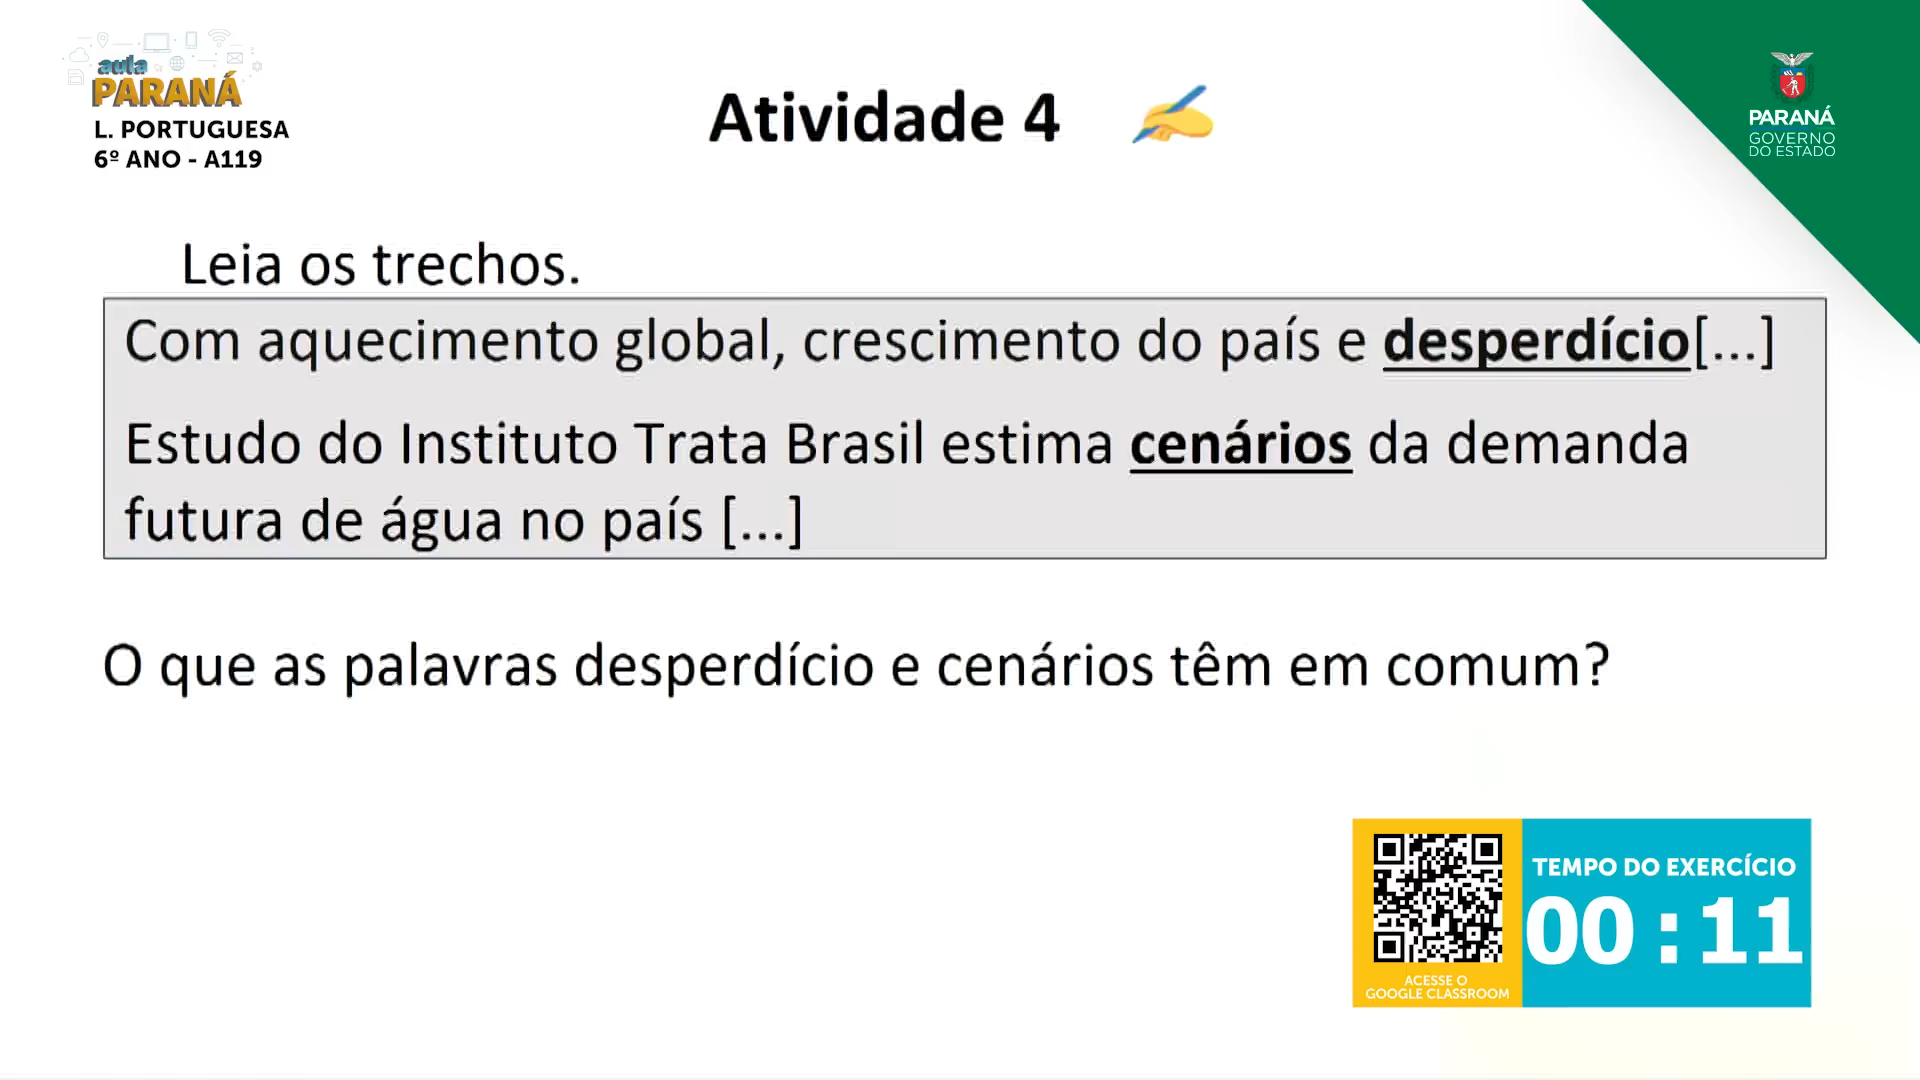 aula
PARANÁ
L. PORTUGUESA
6º ANO - A119
Atividade 4
PARANÁ
GOVERNO
DO ESTADO
Leia os trechos.
Com aquecimento global, crescimento do país e desperdício[...]
Estudo do Instituto Trata Brasil estima cenários da demanda
futura de água no país [...]
O que as palavras desperdício e cenários têm em comum?
TEMPO DO EXERCÍCIO
00:11
ACESSE O
GOOGLE CLASSROOM